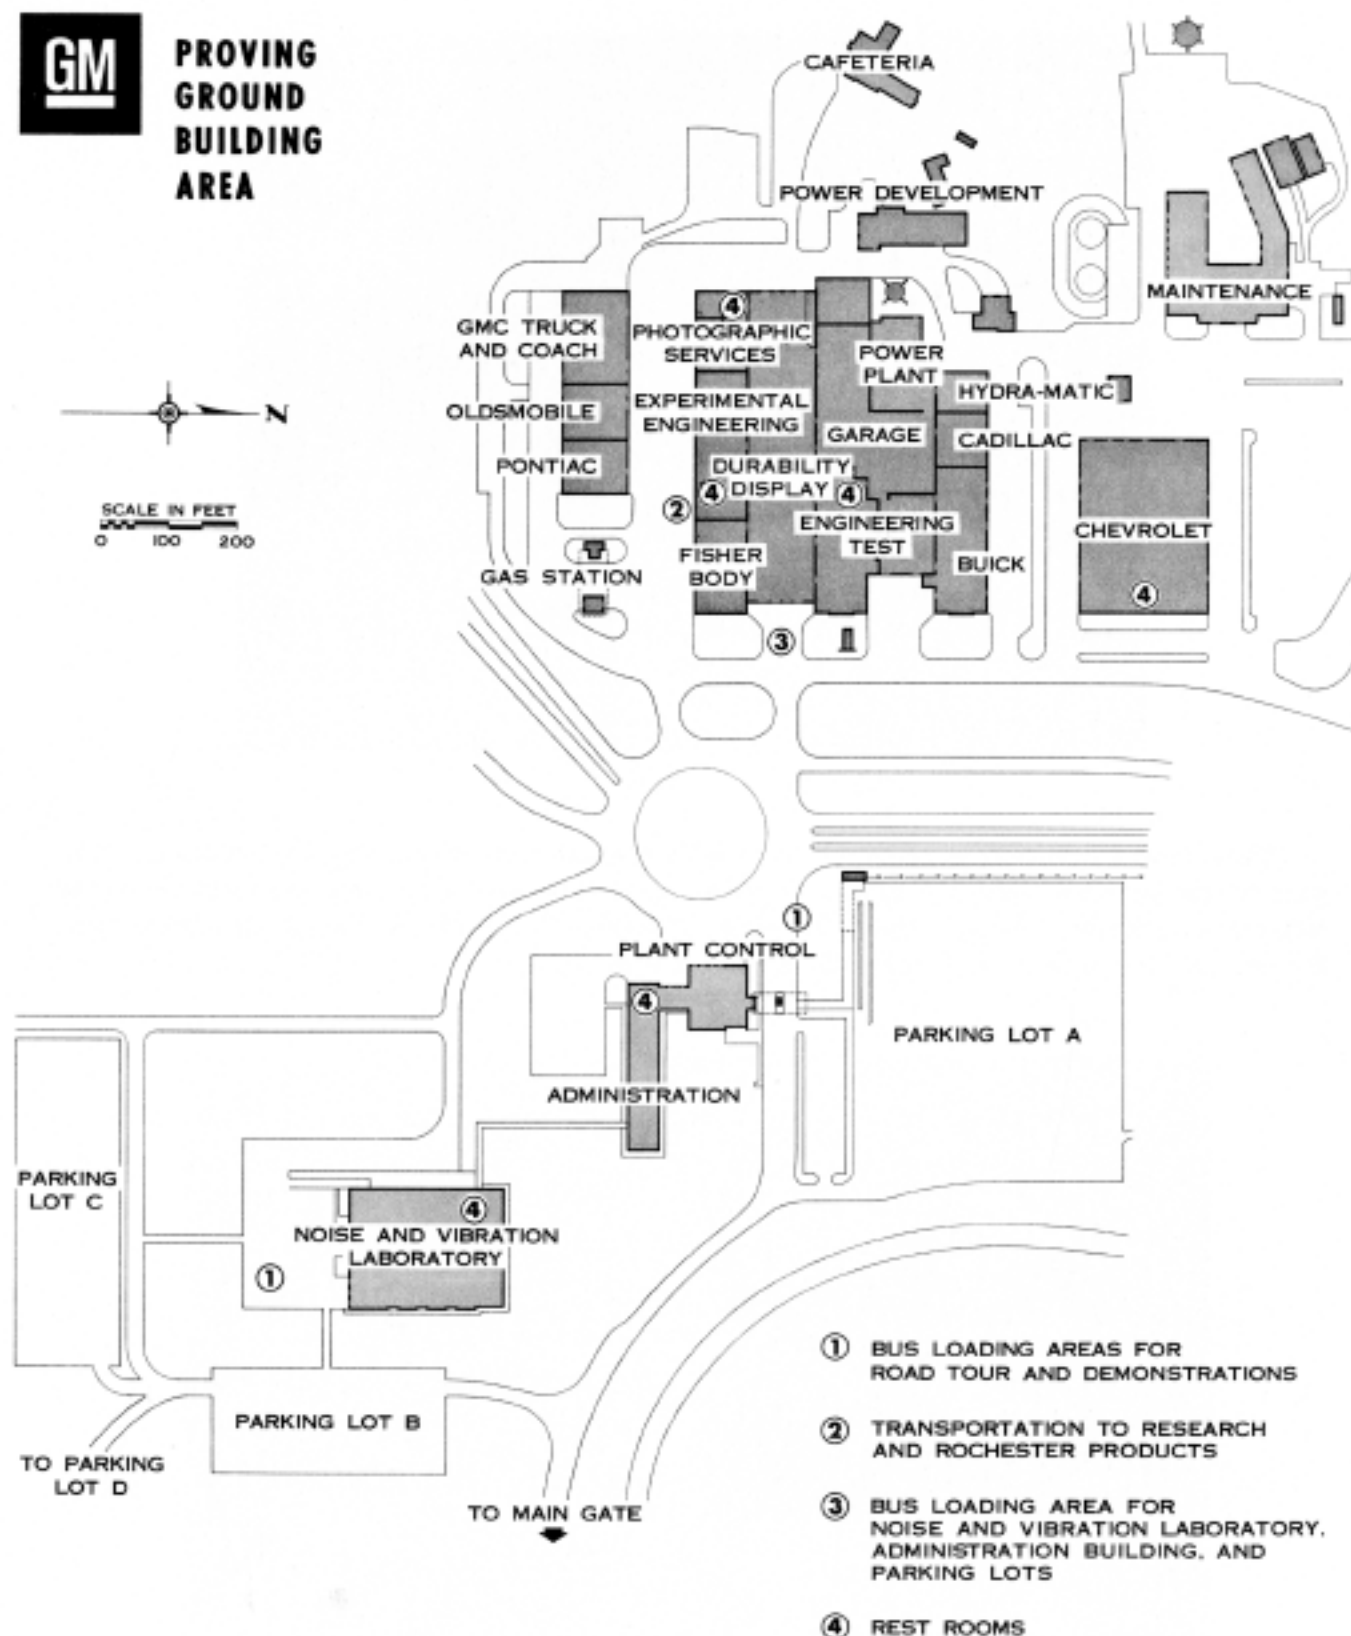 GM
PROVING
GROUND
BUILDING
AREA
CAFETERIA
POWER DEVELOPMENT
MAINTENANCE
GMC TRUCK
AND COACH
4
PHOTOGRAPHIC
SERVICES
POWER
PLANT
HYDRA-MATIC
OLDSMOBILE
EXPERIMENTAL
ENGINEERING
GARAGE
CADILLAC
N
PONTIAC
DURABILITY
DISPLAY
4
4
2
SCALE IN FEET
0 100 200
ENGINEERING
TEST
CHEVROLET
4
GAS STATION
FISHER
BODY
BUICK
3
1
PLANT CONTROL
4
PARKING LOT A
ADMINISTRATION
PARKING
LOT C
4
NOISE AND VIBRATION
LABORATORY
1
PARKING LOT B
TO PARKING
LOT D
TO MAIN GATE
1 BUS LOADING AREAS FOR
ROAD TOUR AND DEMONSTRATIONS
2 TRANSPORTATION TO RESEARCH
AND ROCHESTER PRODUCTS
3 BUS LOADING AREA FOR
NOISE AND VIBRATION LABORATORY,
ADMINISTRATION BUILDING, AND
PARKING LOTS
4 REST ROOMS